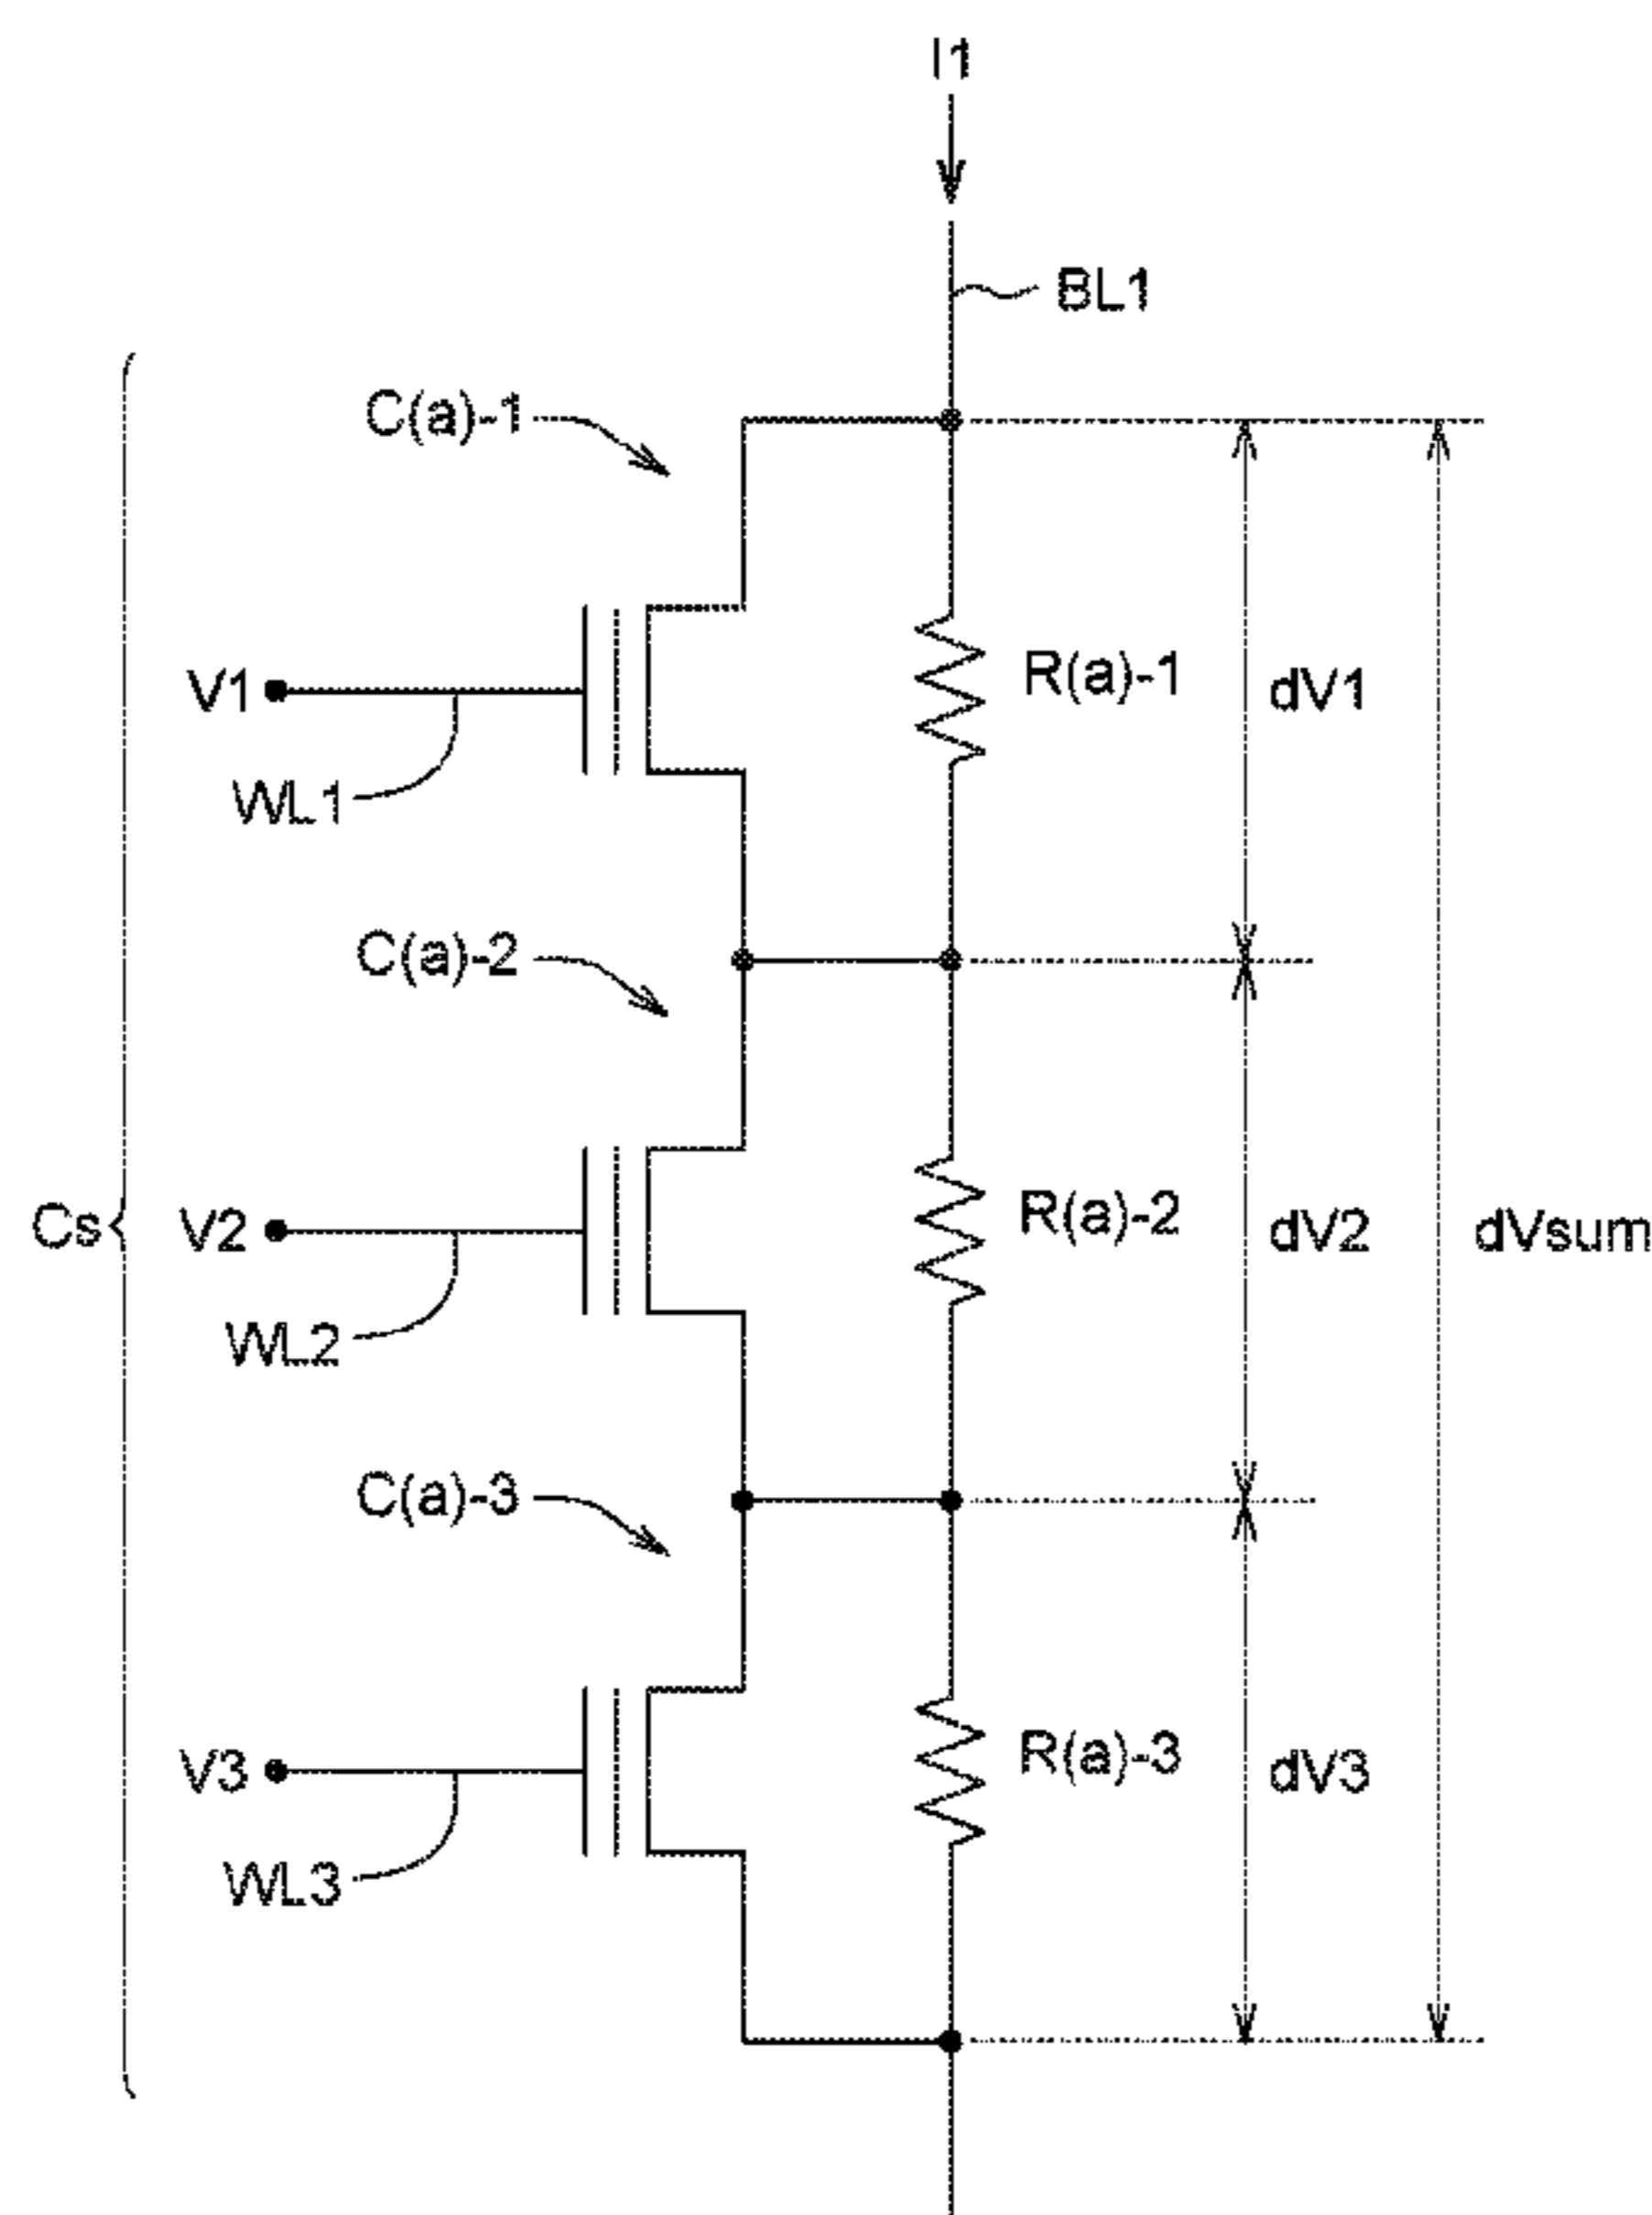 I1
BL1
C(a)-1
V1
R(a)-1
dV1
WL1
C(a)-2
Cs
V2
R(a)-2
dV2
dVsum
WL2
C(a)-3
V3
R(a)-3
dV3
WL3